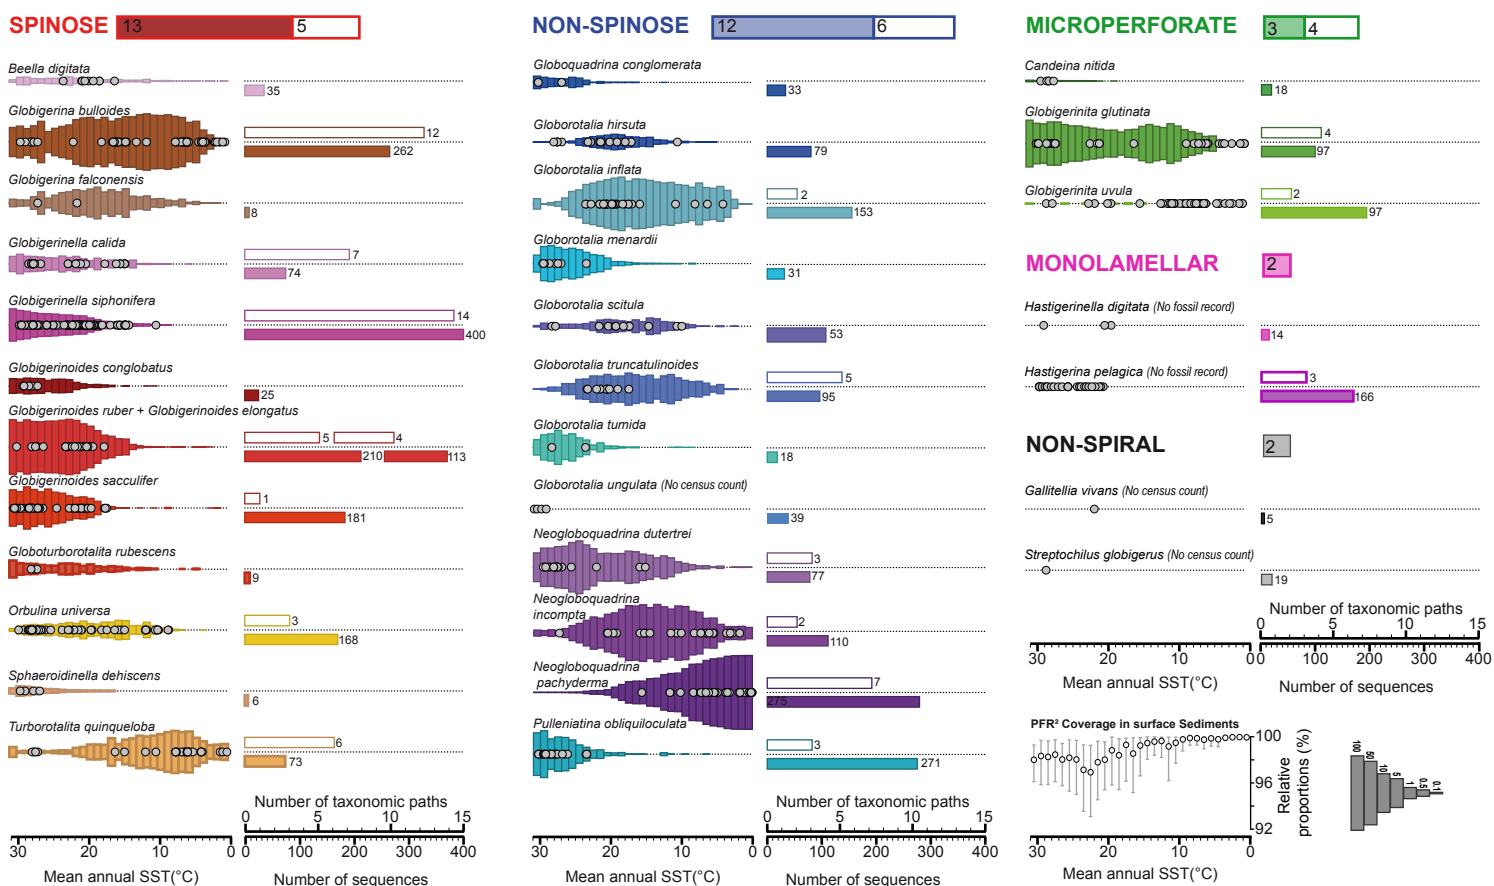 SPINOSE 13 5
Beella digitata
35
Globigerina bulloides
12
262
Globigerina falconensis
8
Globigerinella calida
7
74
Globigerinella siphonifera
14
400
Globigerinoides conglobatus
25
Globigerinoides ruber + Globigerinoides elongatus
5 4
210 113
Globigerinoides sacculifer
1
181
Globoturborotalita rubescens
9
Orbulina universa
3
168
Sphaeroidinella dehiscens
6
Turborotalita quinqueloba
6
73
Number of taxonomic paths
0 5 10 15
30 20 10 0
0 100 200 300 400
Mean annual SST(°C)
Number of sequences
NON-SPINOSE 12 6
Globoquadrina conglomerata
33
Globorotalia hirsuta
79
Globorotalia inflata
2
153
Globorotalia menardii
31
Globorotalia scitula
53
Globorotalia truncatulinoides
5
95
Globorotalia tumida
18
Globorotalia ungulata (No census count)
39
Neogloboquadrina dutertrei
3
77
Neogloboquadrina
incompta
2
110
Neogloboquadrina
pachyderma
7
275
Pulleniatina obliquiloculata
3
271
Number of taxonomic paths
0 5 10 15
30 20 10 0
0 100 200 300 400
Mean annual SST(°C)
Number of sequences
MICROPERFORATE 3 4
Candeina nitida
18
Globigerinita glutinata
4
97
Globigerinita uvula
2
97
MONOLAMELLAR 2
Hastigerinella digitata (No fossil record)
14
Hastigerina pelagica (No fossil record)
3
166
NON-SPIRAL 2
Gallitellia vivans (No census count)
5
Streptochilus globigerus (No census count)
19
Number of taxonomic paths
0 5 10 15
30 20 10 0
0 100 200 300 400
Mean annual SST(°C)
Number of sequences
PFR² Coverage in surface Sediments
100
96
92
Relative
proportions (%)
30 20 10 0
Mean annual SST(°C)
100 50 10 5 1 0.5 0.1